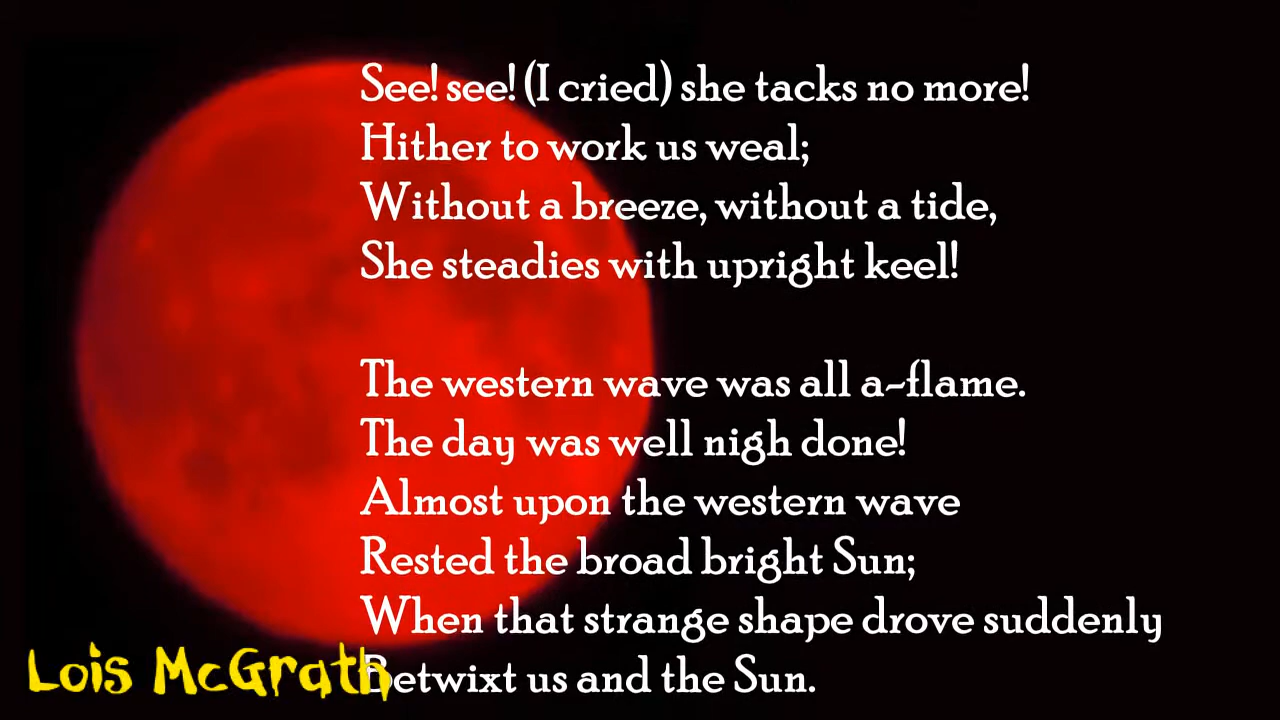 See! see! (I cried) she tacks no more!
Hither to work us weal;
Without a breeze, without a tide,
She steadies with upright keel!
The western wave was all a-flame.
The day was well nigh done!
Almost upon the western wave
Rested the broad bright Sun;
When that strange shape drove suddenly
Betwixt us and the Sun.
Lois McGrath